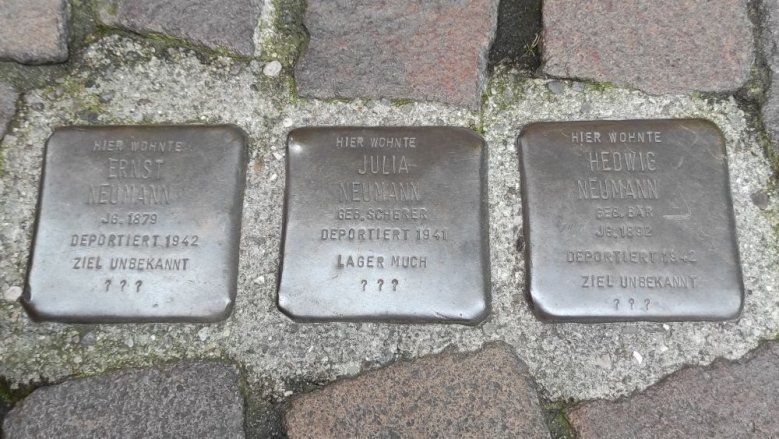 HIER WOHNTE
ERNST
NEUMANN
JG. 1879
DEPORTIERT 1942
ZIEL UNBEKANNT
? ? ?
HIER WOHNTE
JULIA
NEUMANN
GEB. SCHERER
DEPORTIERT 1941
LAGER MUCH
? ? ?
HIER WOHNTE
HEDWIG
NEUMANN
GEB. BÄR
JG. 1892
DEPORTIERT 1942
ZIEL UNBEKANNT
? ? ?